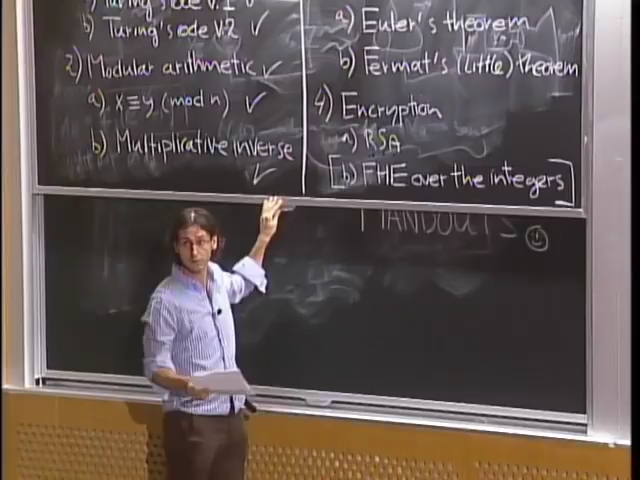 b) Turing's code v.2 ✓
2) Modular arithmetic ✓
a) x≡y (mod n) ✓
b) Multiplirative inverse ✓
a) Euler's theorem
b) Fermat's (Little) theorem
4) Encryption
a) RSA
[b) FHE over the integers]
HANDOUTS